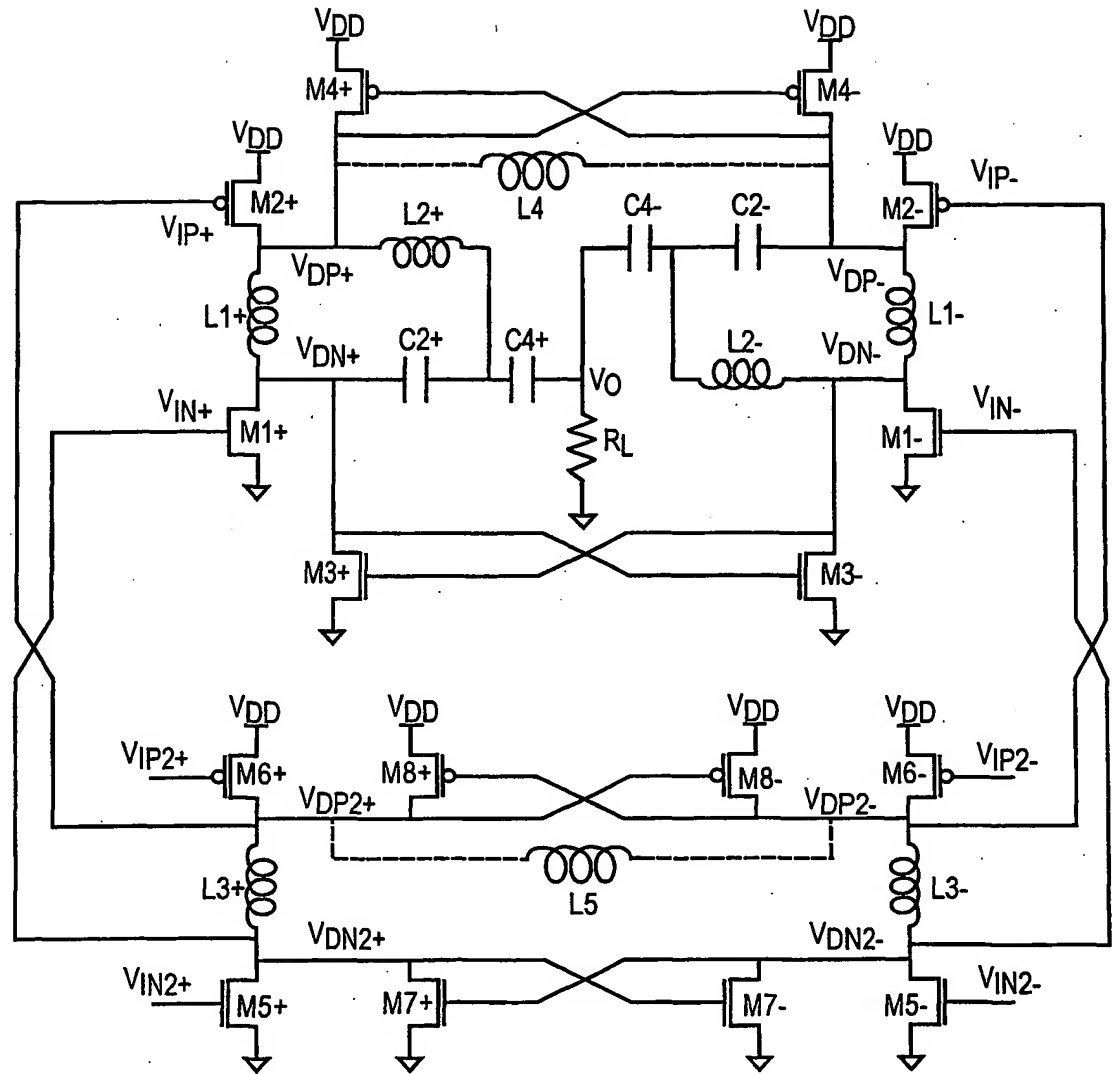 VDD VDD
M4+ M4-
VDD VDD
L4
VIP+ M2+ L2+ C4- C2- M2- VIP-
VDP+ VDP-
L1+ C2+ C4+ L2- L1-
VDN+ VDN-
VO
VIN+ M1+ RL M1- VIN-
M3+ M3-
VDD VDD VDD VDD
VIP2+ M6+ M8+ M8- M6- VIP2-
VDP2+ VDP2-
L3+ L5 L3-
VDN2+ VDN2-
VIN2+ M5+ M7+ M7- M5- VIN2-